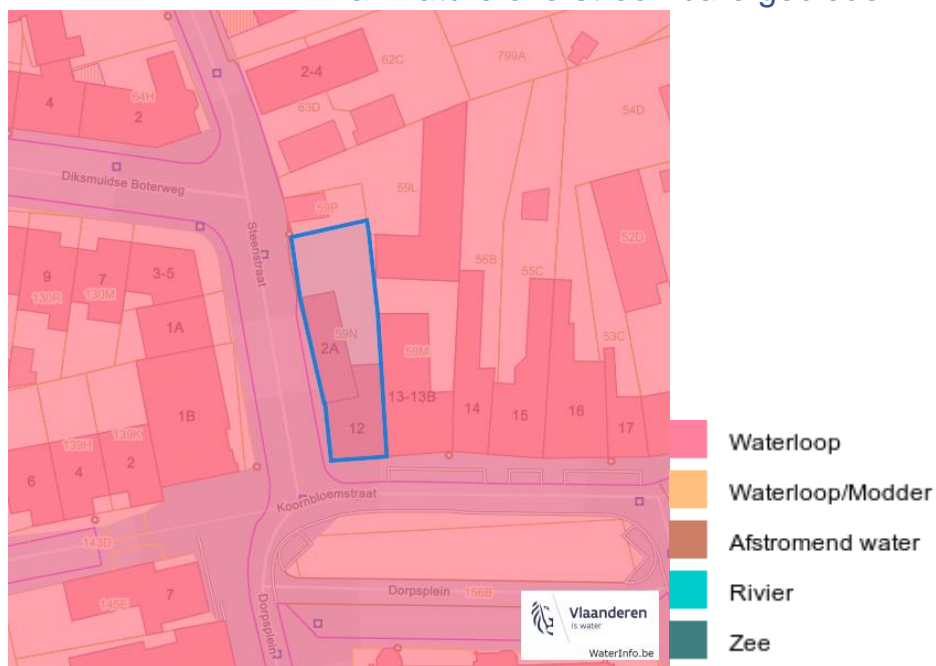 2-4
62C
799A
4
64H
2
63D
54D
Diksmuidse Boterweg
59L
59P
Steenstraat
52D
56B
55C
9
7
3-5
130R
130M
59N
1A
2A
59M
53C
13-13B
1B
14
15
16
12
17
139K
139H
6
4
2
Koornbloemstraat
143D
Dorpsplein
156B
7
145E
Dorpsplein
Vlaanderen
is water
WaterInfo.be
Waterloop
Waterloop/Modder
Afstromend water
Rivier
Zee